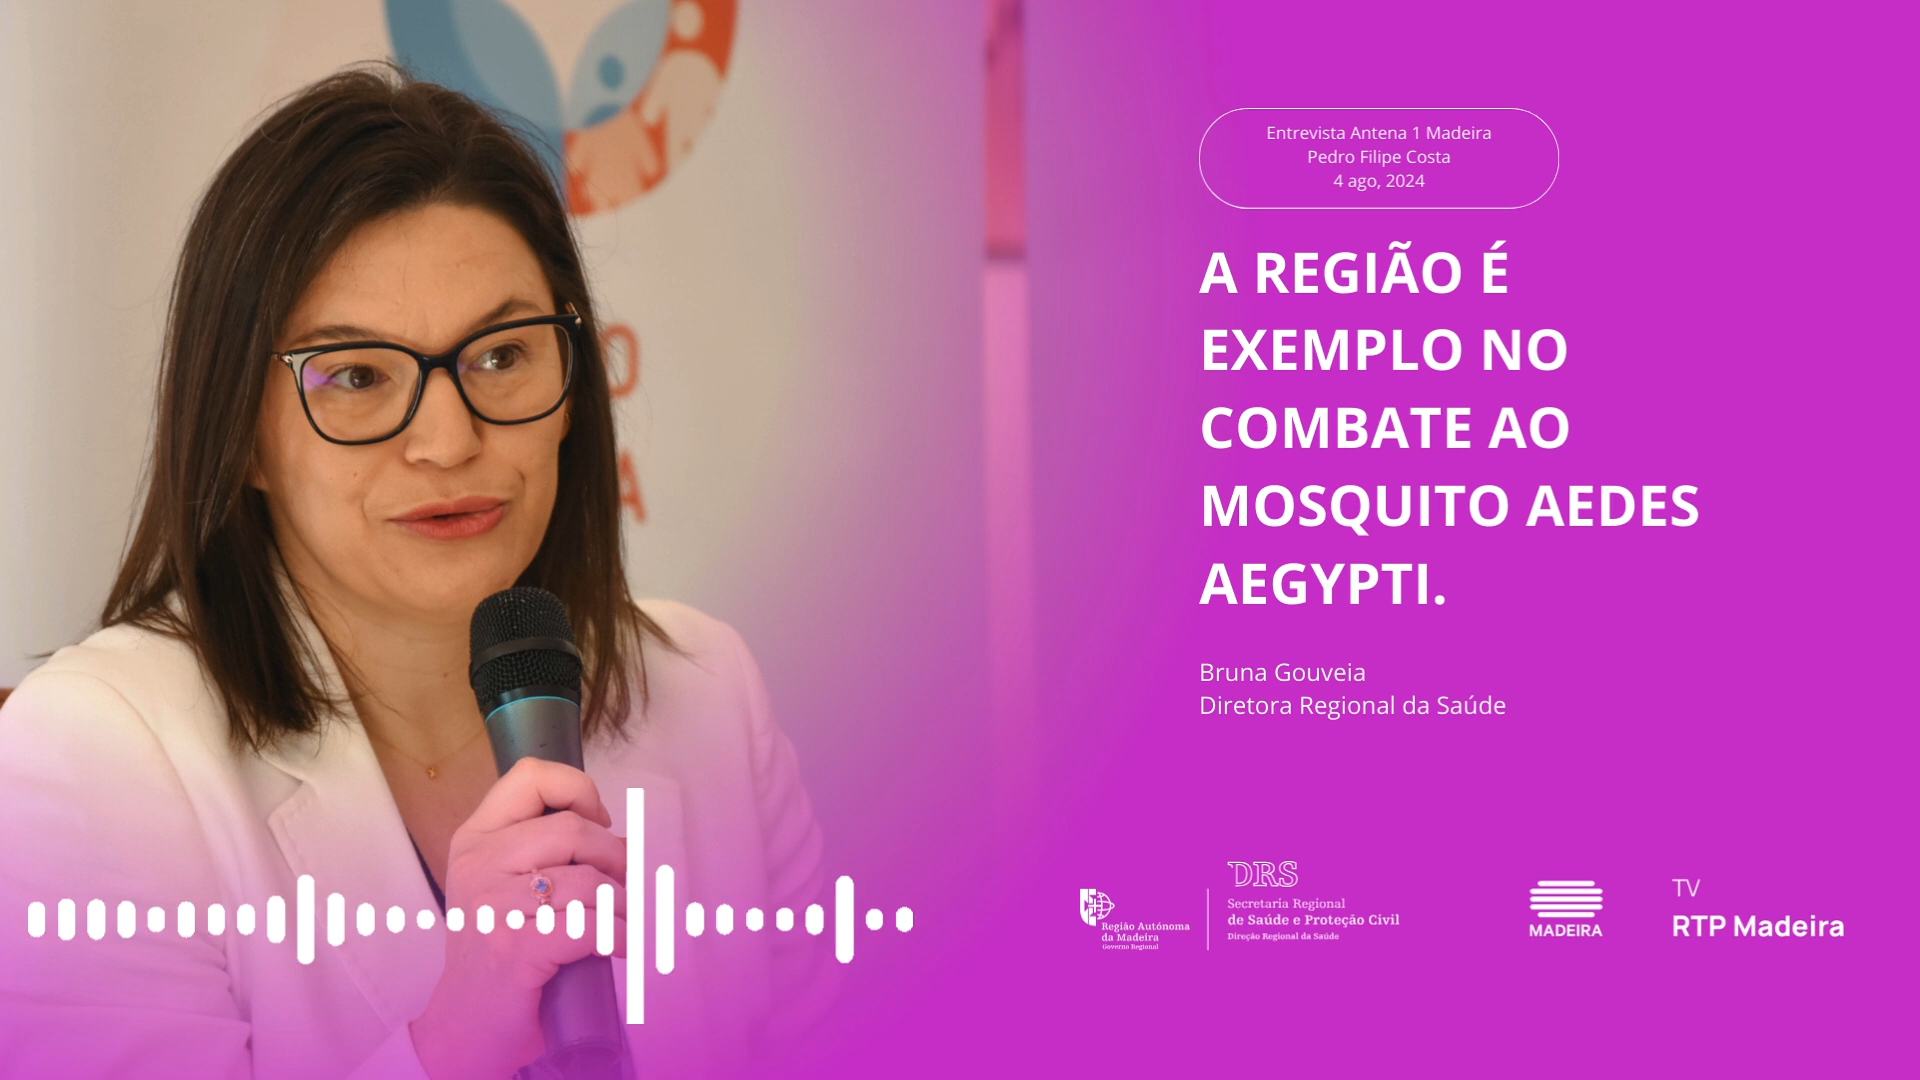 Entrevista Antena 1 Madeira
Pedro Filipe Costa
4 ago, 2024
A REGIÃO É
EXEMPLO NO
COMBATE AO
MOSQUITO AEDES
AEGYPTI.
Bruna Gouveia
Diretora Regional da Saúde
Região Autónoma
da Madeira
Governo Regional
DRS
Secretaria Regional
de Saúde e Proteção Civil
Direção Regional da Saúde
MADEIRA
TV
RTP Madeira
O
A